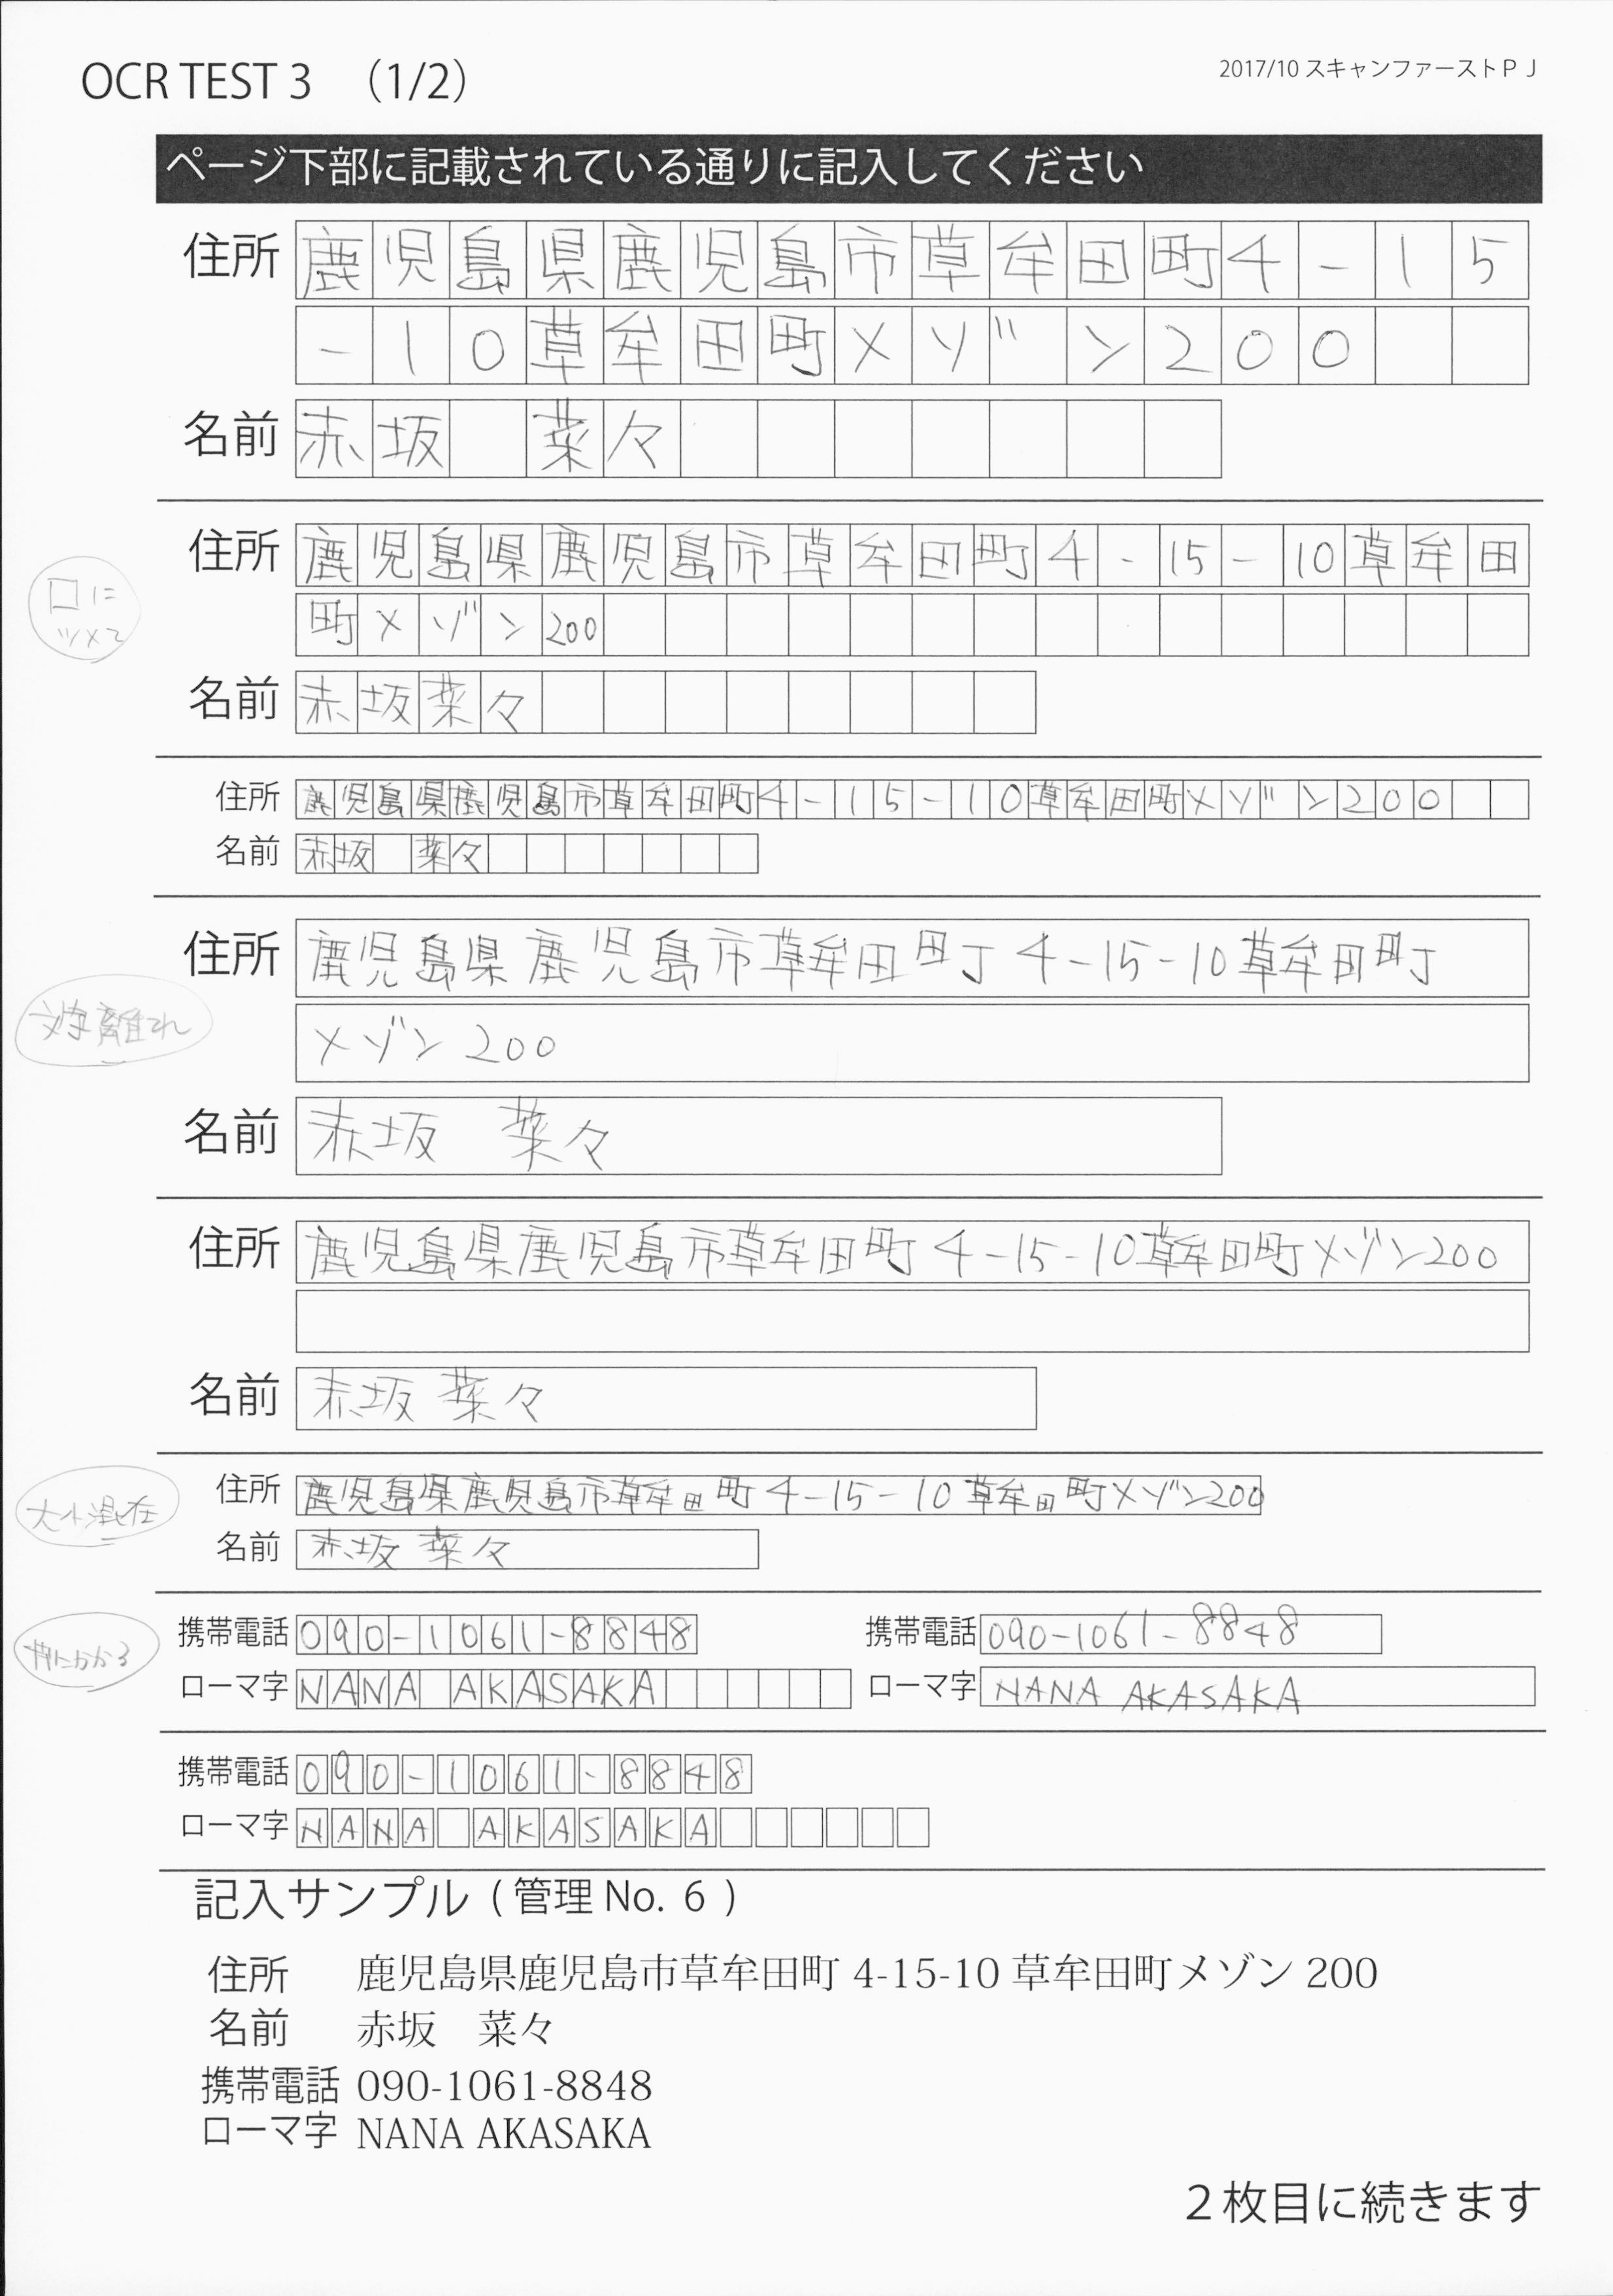 OCR TEST 3 （1/2）
2017/10 スキャンファーストＰＪ
ページ下部に記載されている通りに記入してください
住所 鹿児島県鹿児島市草牟田町4-15
-10草牟田町メゾン200
名前 赤坂 菜々
住所 鹿児島県鹿児島市草牟田町4-15-10草牟田
口に
ツメて
町メゾン200
名前 赤坂菜々
住所 鹿児島県鹿児島市草牟田町4-15-10草牟田町メゾン200
名前 赤坂 菜々
住所 鹿児島県鹿児島市草牟田町4-15-10草牟田町
文字離れ
メゾン200
名前 赤坂 菜々
住所 鹿児島県鹿児島市草牟田町4-15-10草牟田町メゾン200
名前 赤坂 菜々
住所 鹿児島県鹿児島市草牟田町4-15-10草牟田町メゾン200
大小混在
名前 赤坂 菜々
携帯電話 090-1061-8848 携帯電話 090-1061-8848
ローマ字 NANA AKASAKA ローマ字 NANA AKASAKA
携帯電話 090-1061-8848
ローマ字 NANA AKASAKA
記入サンプル ( 管理 No. 6 )
住所 鹿児島県鹿児島市草牟田町 4-15-10 草牟田町メゾン 200
名前 赤坂　菜々
携帯電話 090-1061-8848
ローマ字 NANA AKASAKA
２枚目に続きます